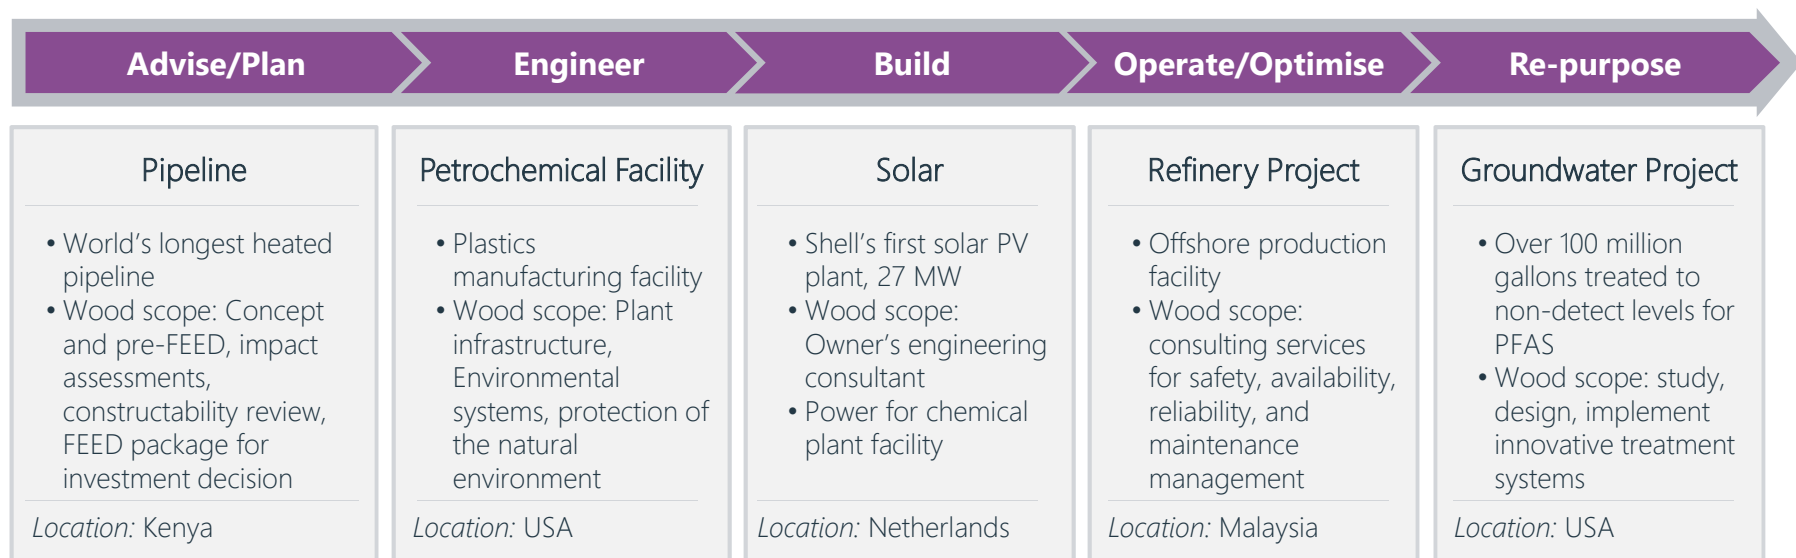 Advise/Plan
Engineer
Build
Operate/Optimise
Re-purpose
Pipeline
• World's longest heated
pipeline
• Wood scope: Concept
and pre-FEED, impact
assessments,
constructability review,
FEED package for
investment decision
Location: Kenya
Petrochemical Facility
• Plastics
manufacturing facility
• Wood scope: Plant
infrastructure,
Environmental
systems, protection of
the natural
environment
Location: USA
Solar
• Shell's first solar PV
plant, 27 MW
• Wood scope:
Owner's engineering
consultant
• Power for chemical
plant facility
Location: Netherlands
Refinery Project
• Offshore production
facility
• Wood scope:
consulting services
for safety, availability,
reliability, and
maintenance
management
Location: Malaysia
Groundwater Project
• Over 100 million
gallons treated to
non-detect levels for
PFAS
• Wood scope: study,
design, implement
innovative treatment
systems
Location: USA